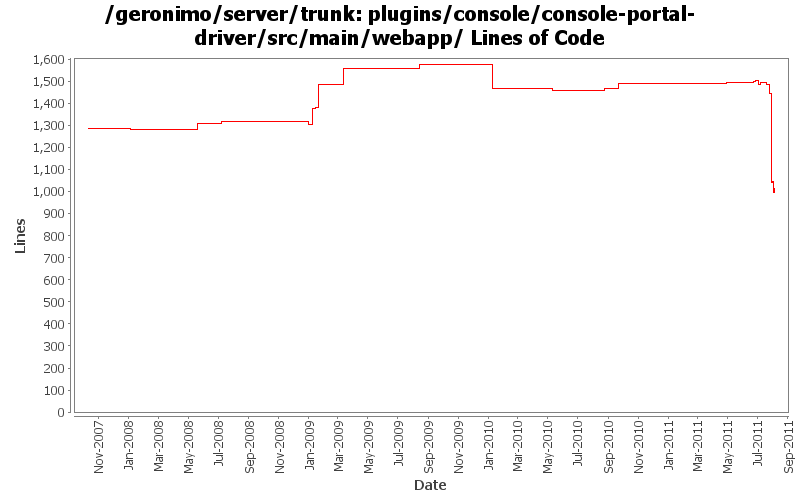 /geronimo/server/trunk: plugins/console/console-portal-
driver/src/main/webapp/ Lines of Code
1,600
1,500
1,400
1,300
1,200
1,100
1,000
900
800
700
600
500
400
300
200
100
0
Lines
Nov-2007
Jan-2008
Mar-2008
May-2008
Jul-2008
Sep-2008
Nov-2008
Jan-2009
Mar-2009
May-2009
Jul-2009
Sep-2009
Nov-2009
Jan-2010
Mar-2010
May-2010
Jul-2010
Sep-2010
Nov-2010
Jan-2011
Mar-2011
May-2011
Jul-2011
Sep-2011
Date